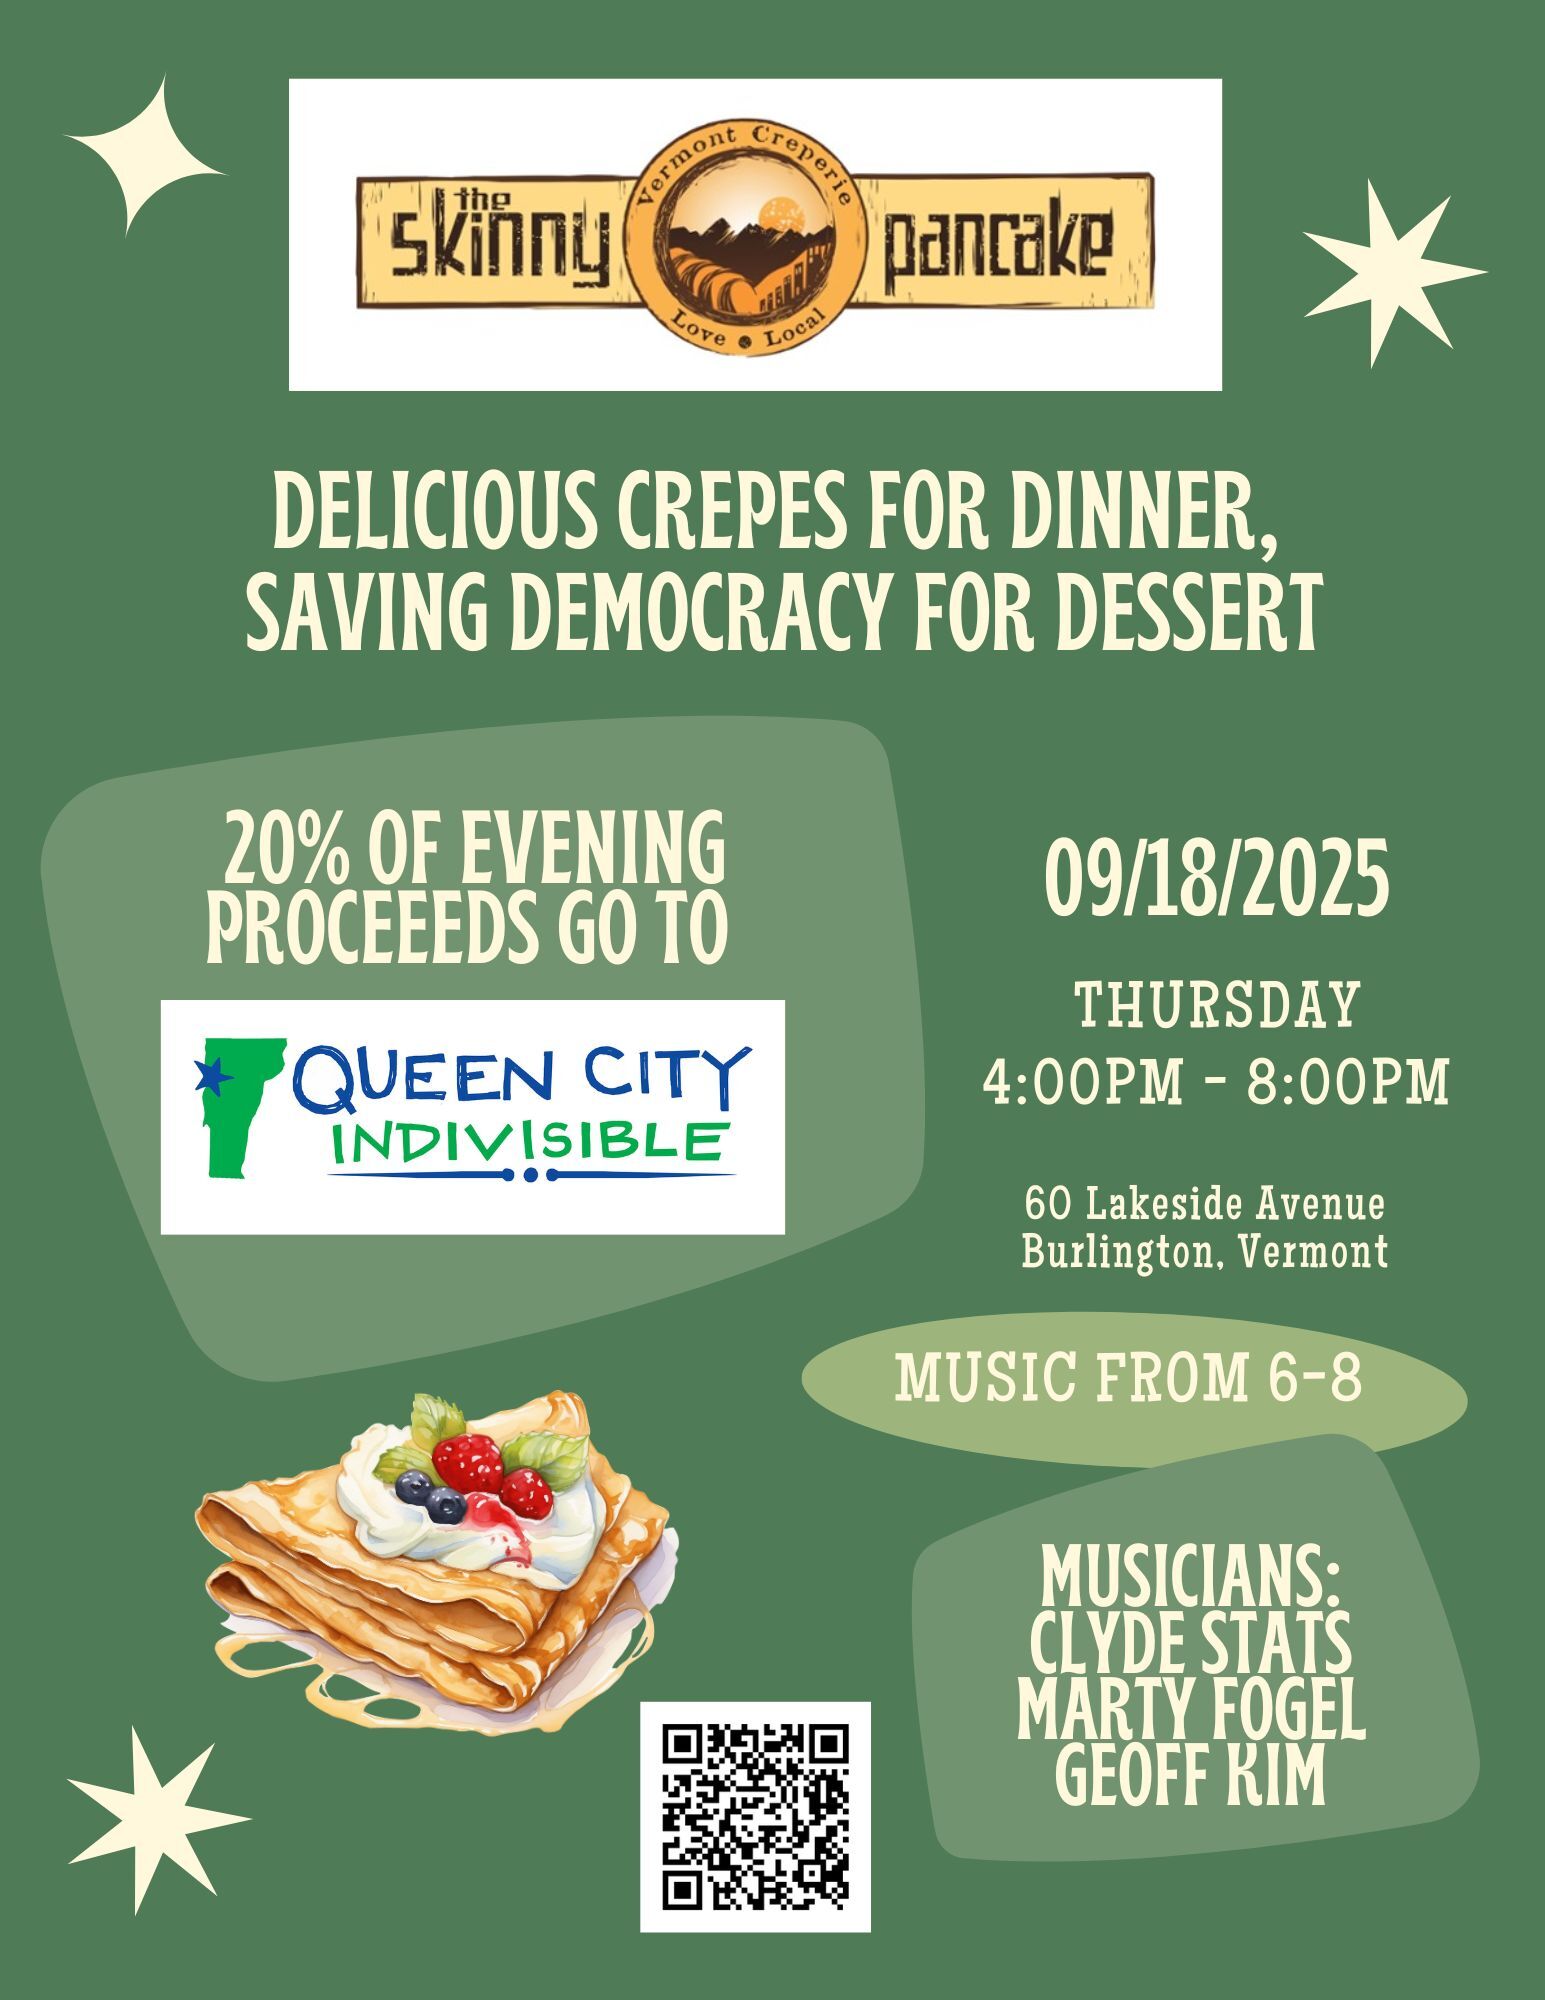 the
skinny
Vermont Creperie
Love • Local
pancake
DELICIOUS CREPES FOR DINNER,
SAVING DEMOCRACY FOR DESSERT
20% OF EVENING
PROCEEEDS GO TO
QUEEN CITY
INDIVISIBLE
09/18/2025
THURSDAY
4:00PM - 8:00PM
60 Lakeside Avenue
Burlington, Vermont
MUSIC FROM 6-8
MUSICIANS:
CLYDE STATS
MARTY FOGEL
GEOFF KIM